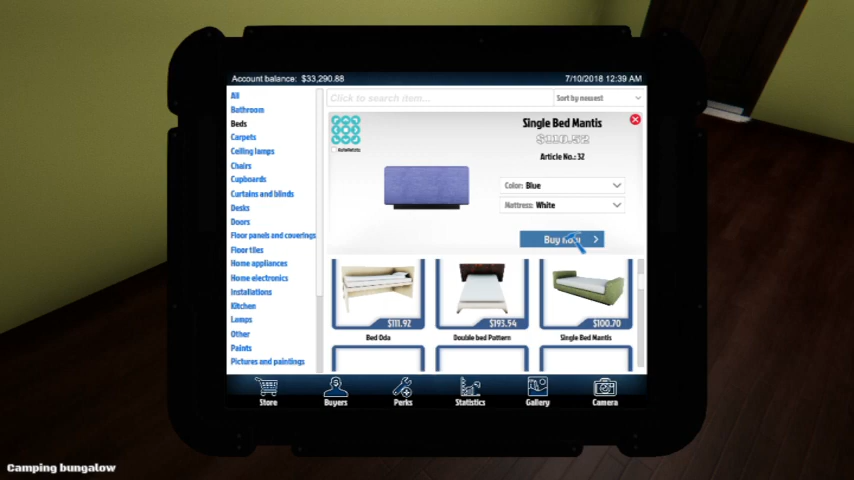 Account balance: $33,290.88
7/10/2018 12:39 AM
All
Bathroom
Beds
Carpets
Ceiling lamps
Chairs
Cupboards
Curtains and blinds
Desks
Doors
Floor panels and coverings
Floor tiles
Home appliances
Home electronics
Installations
Kitchen
Lamps
Other
Paints
Pictures and paintings
Click to search item...
Sort by newest
Single Bed Mantis
Article No.: 32
Color: Blue
Mattress: White
Buy now
$111.92
$193.54
$100.70
Bed Oda
Double bed Pattern
Single Bed Mantis
Store
Buyers
Perks
Statistics
Gallery
Camera
Camping bungalow